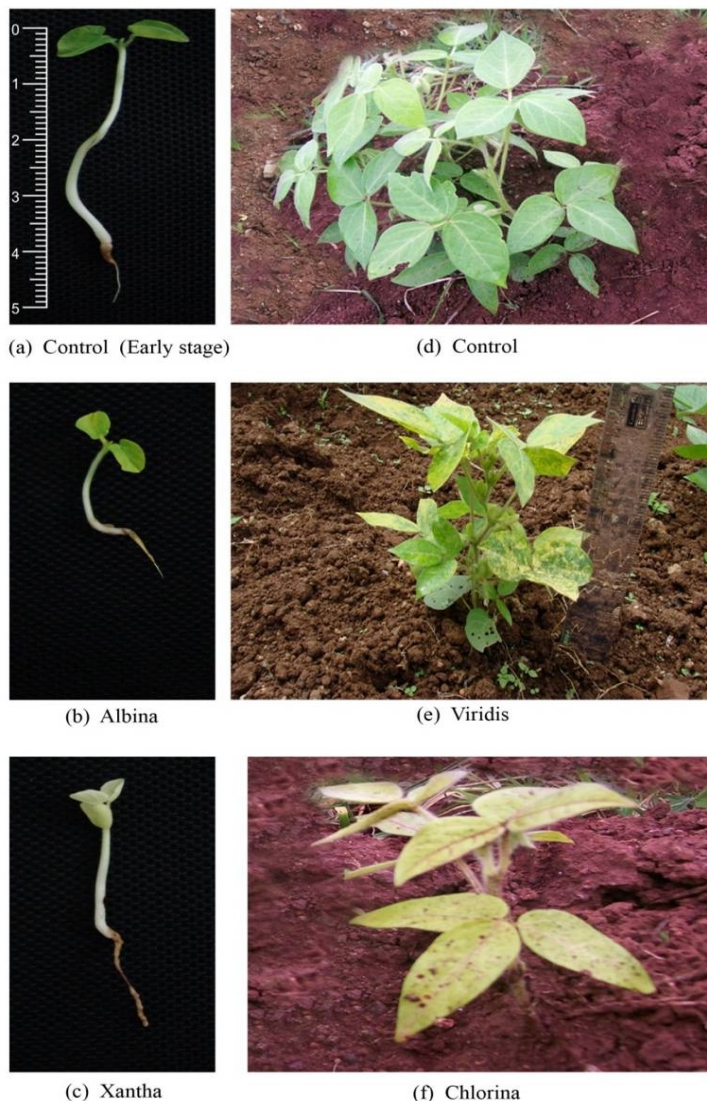 0
1
2
3
4
5
(a) Control (Early stage)
(d) Control
(b) Albina
(e) Viridis
(c) Xantha
(f) Chlorina